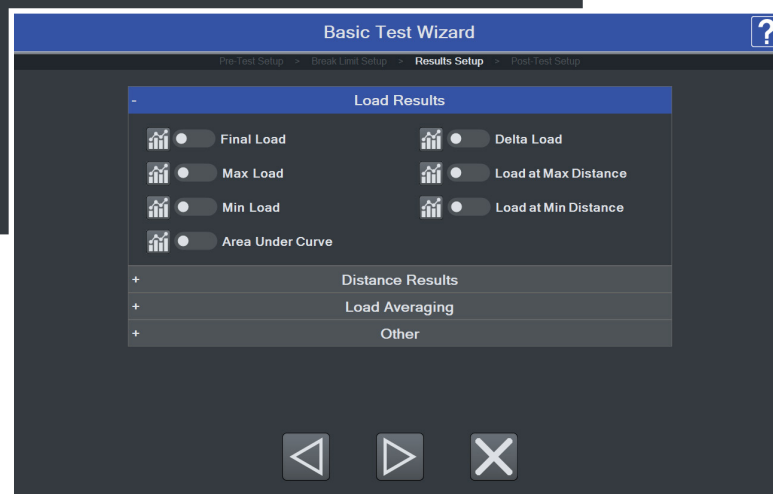 Basic Test Wizard
?
Pre-Test Setup > Break Limit Setup > Results Setup > Post-Test Setup
- Load Results
Final Load Delta Load
Max Load Load at Max Distance
Min Load Load at Min Distance
Area Under Curve
+ Distance Results
+ Load Averaging
+ Other